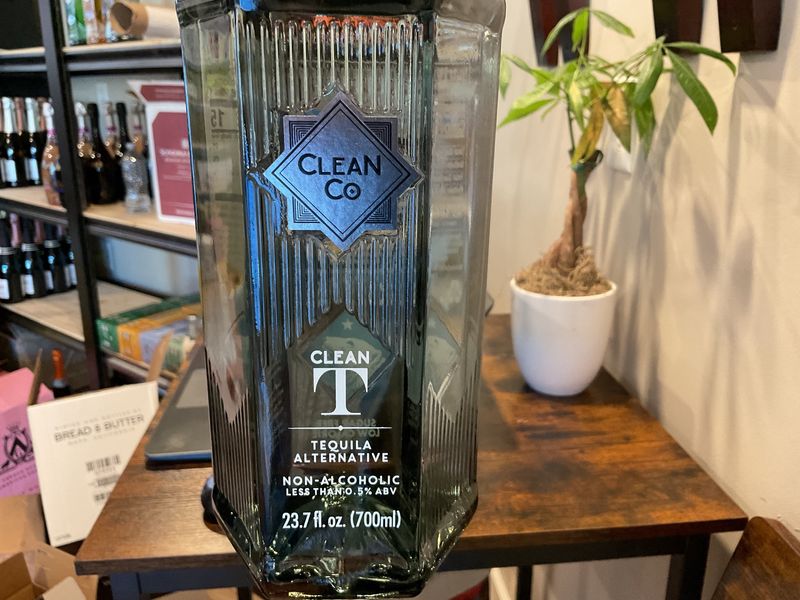 CLEAN
CO
CLEAN
T
TEQUILA
ALTERNATIVE
NON-ALCOHOLIC
LESS THAN 0.5% ABV
23.7 fl. oz. (700ml)
BREAD & BUTTER